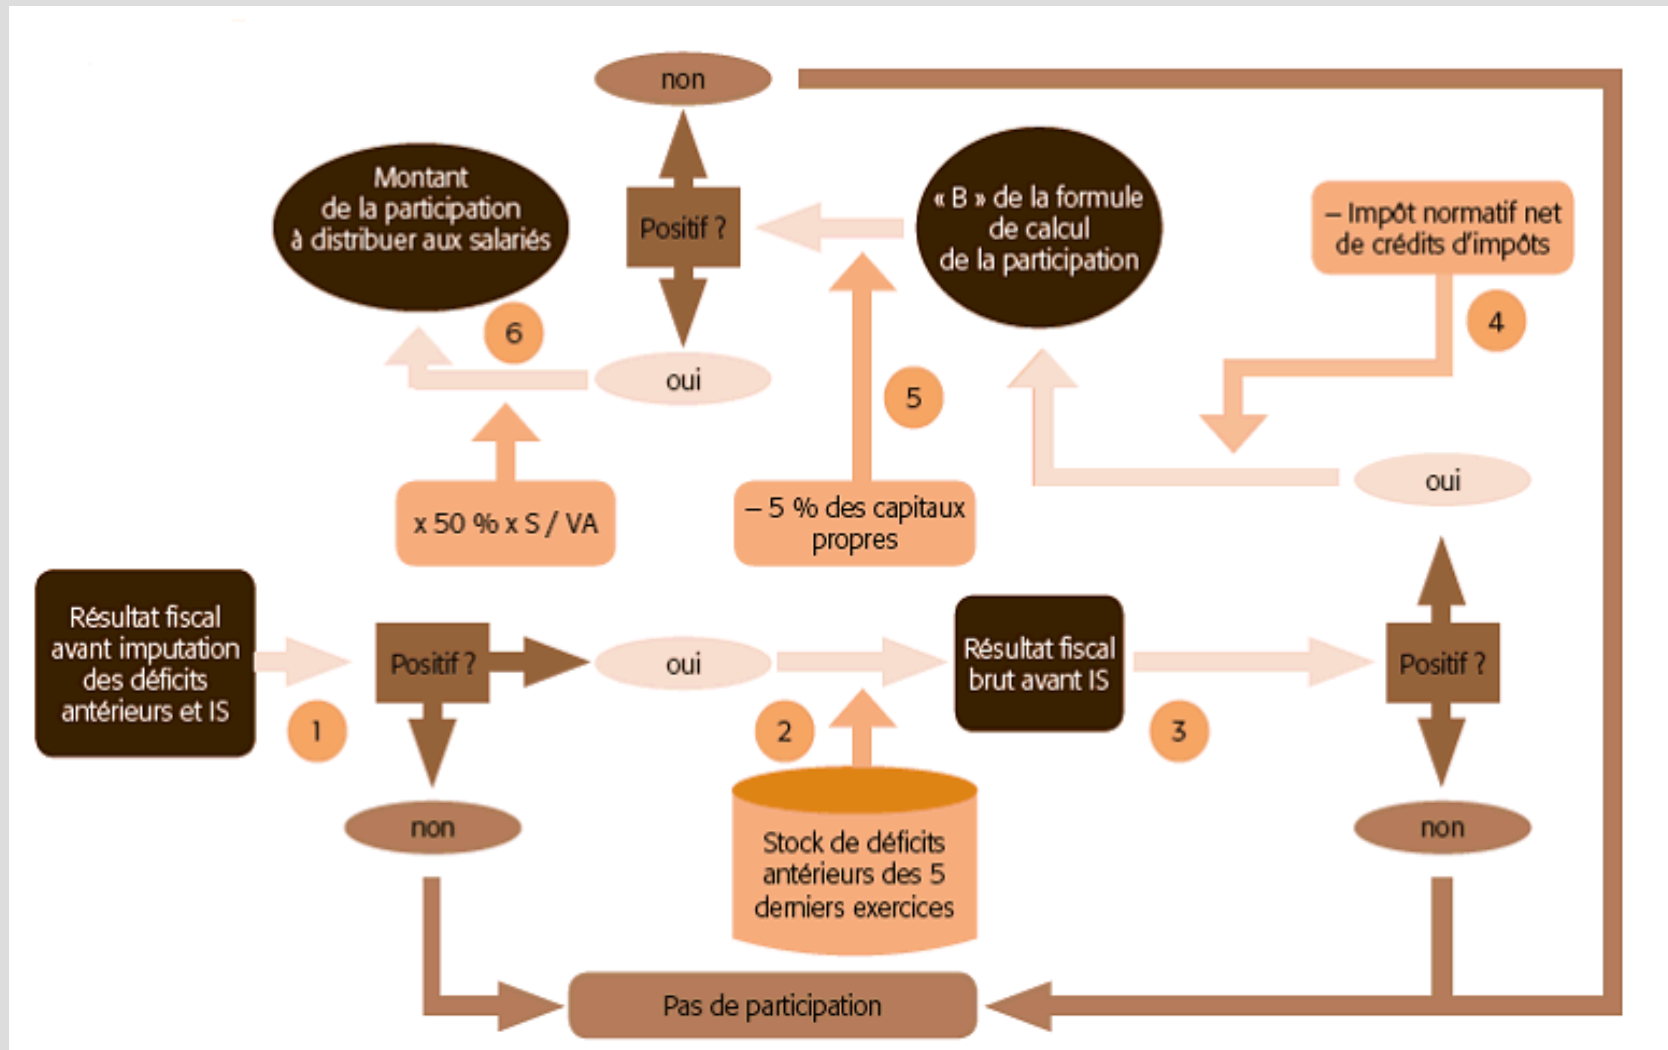 non
Montant
de la participation
à distribuer aux salariés
Positif ?
« B » de la formule
de calcul
de la participation
– Impôt normatif net
de crédits d'impôts
6
oui
5
4
x 50 % x S / VA
– 5 % des capitaux
propres
oui
Résultat fiscal
avant imputation
des déficits
antérieurs et IS
1
Positif ?
oui
2
Résultat fiscal
brut avant IS
3
Positif ?
non
Stock de déficits
antérieurs des 5
derniers exercices
non
Pas de participation